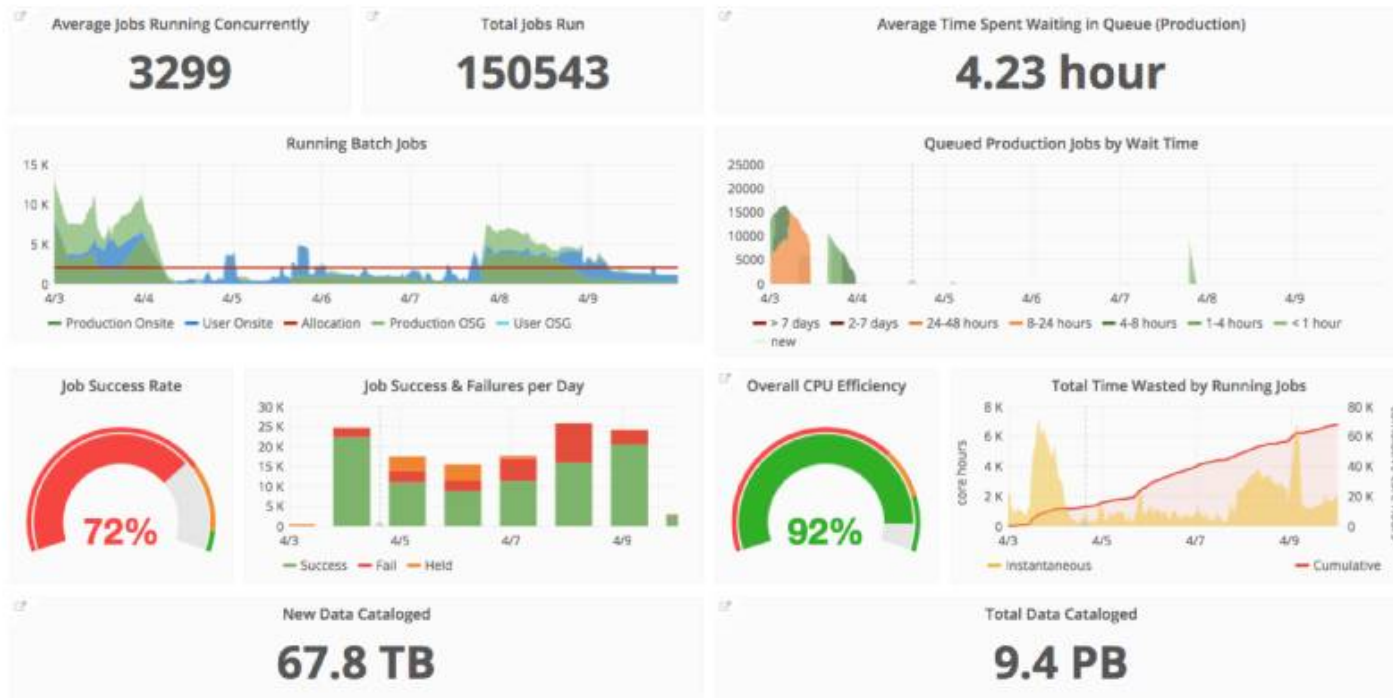 Average Jobs Running Concurrently
3299
Total Jobs Run
150543
Average Time Spent Waiting in Queue (Production)
4.23 hour
Running Batch Jobs
15 K
10 K
5 K
0
4/3 4/4 4/5 4/6 4/7 4/8 4/9
Production Onsite User Onsite Allocation Production OSG User OSG
Queued Production Jobs by Wait Time
25000
20000
15000
10000
5000
0
4/3 4/4 4/5 4/6 4/7 4/8 4/9
> 7 days 2-7 days 24-48 hours 8-24 hours 4-8 hours 1-4 hours < 1 hour
new
Job Success Rate
72%
Job Success & Failures per Day
30 K
25 K
20 K
15 K
10 K
5 K
0
4/3 4/5 4/7 4/9
Success Fail Held
Overall CPU Efficiency
92%
Total Time Wasted by Running Jobs
8 K
6 K
4 K
2 K
0
core hours
80 K
60 K
40 K
20 K
0
4/3 4/5 4/7 4/9
Instantaneous Cumulative
New Data Cataloged
67.8 TB
Total Data Cataloged
9.4 PB